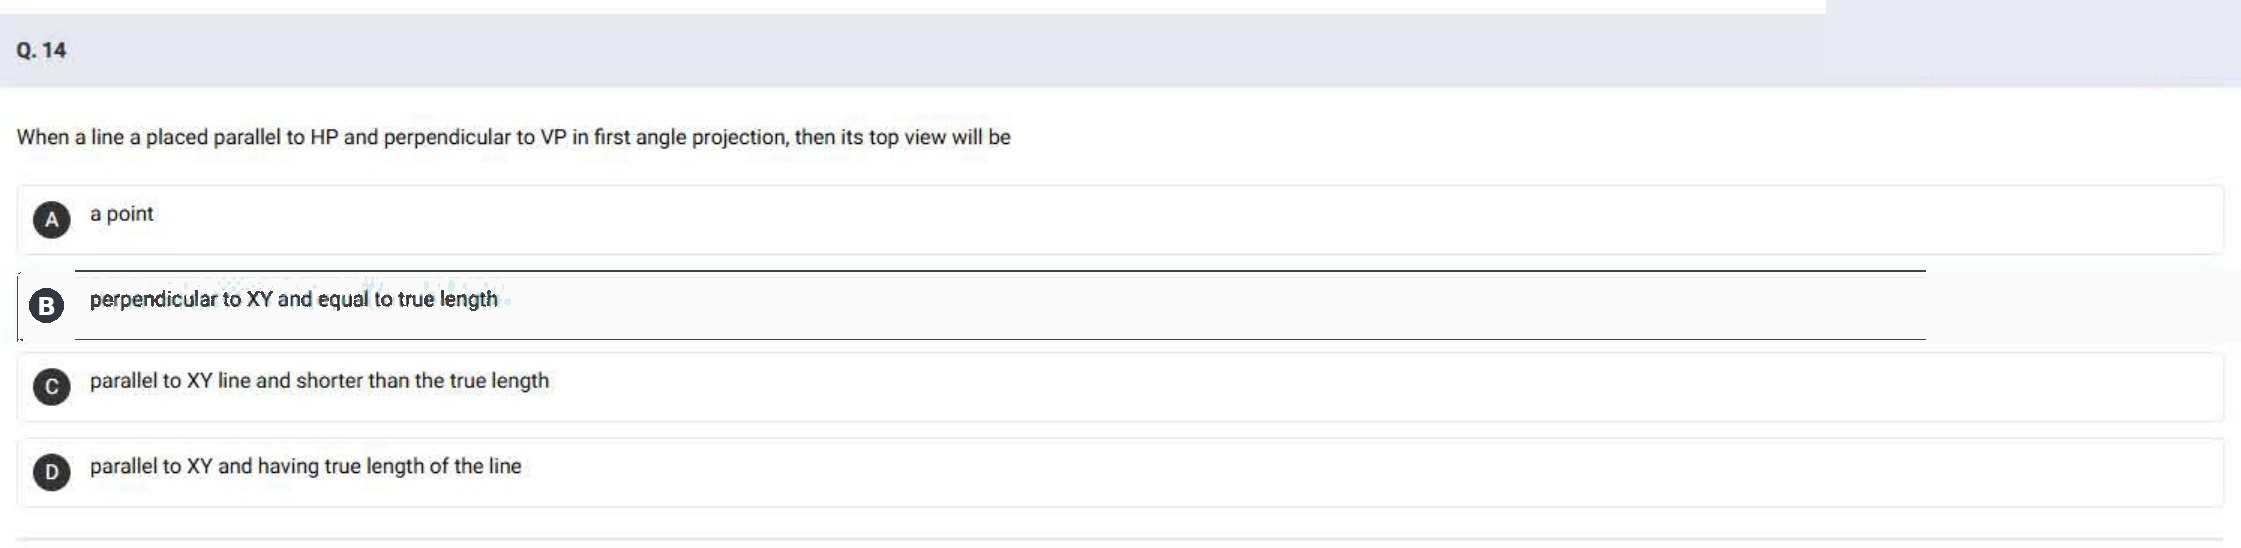 Q. 14
When a line a placed parallel to HP and perpendicular to VP in first angle projection, then its top view will be
A a point
B perpendicular to XY and equal to true length
C parallel to XY line and shorter than the true length
D parallel to XY and having true length of the line